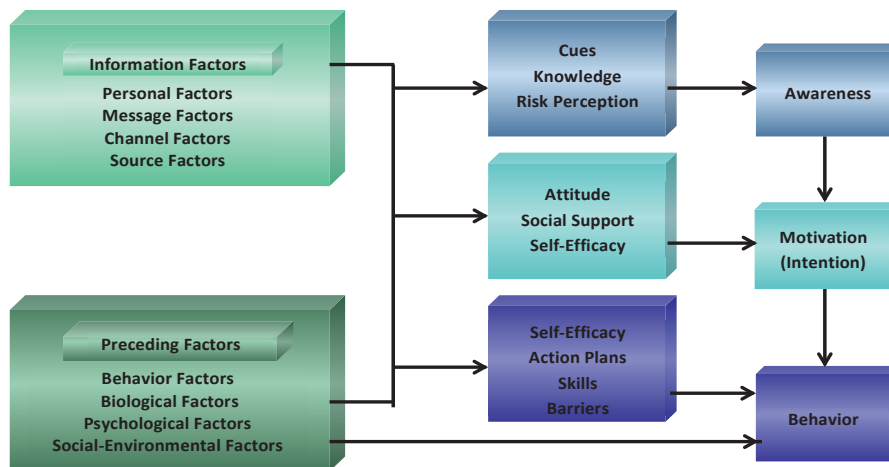 Information Factors
Personal Factors
Message Factors
Channel Factors
Source Factors
Preceding Factors
Behavior Factors
Biological Factors
Psychological Factors
Social-Environmental Factors
Cues
Knowledge
Risk Perception
Attitude
Social Support
Self-Efficacy
Self-Efficacy
Action Plans
Skills
Barriers
Awareness
Motivation
(Intention)
Behavior